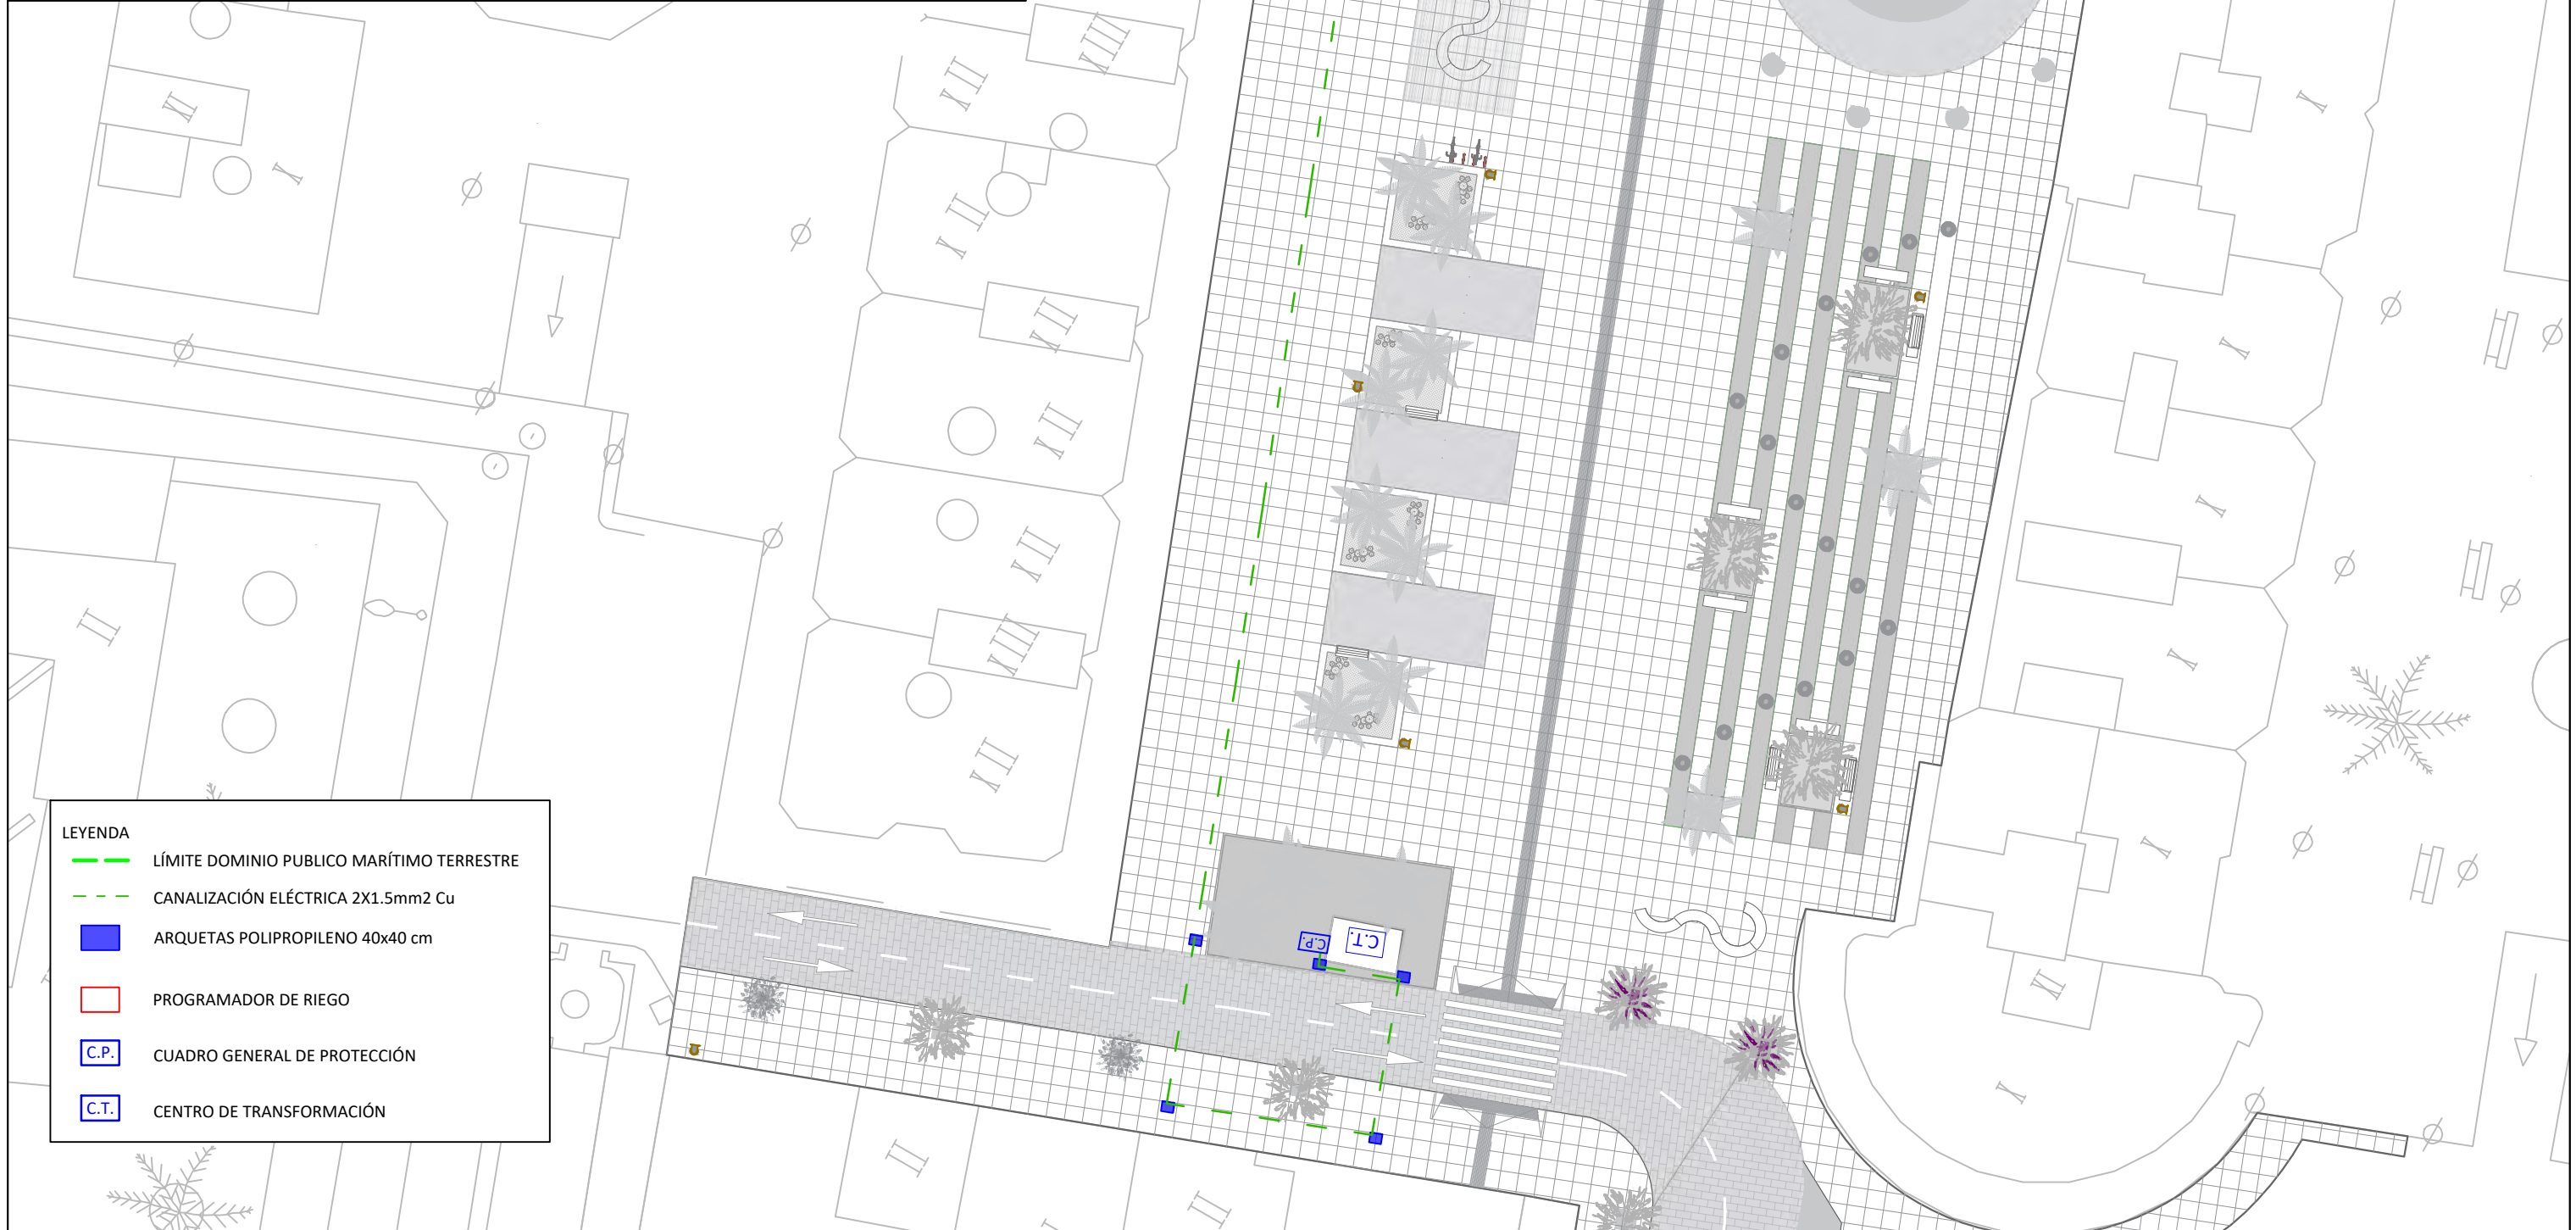 LEYENDA
LÍMITE DOMINIO PUBLICO MARÍTIMO TERRESTRE
CANALIZACIÓN ELÉCTRICA 2X1.5mm2 Cu
ARQUETAS POLIPROPILENO 40x40 cm
PROGRAMADOR DE RIEGO
C.P. CUADRO GENERAL DE PROTECCIÓN
C.T. CENTRO DE TRANSFORMACIÓN
C.P.
C.T.